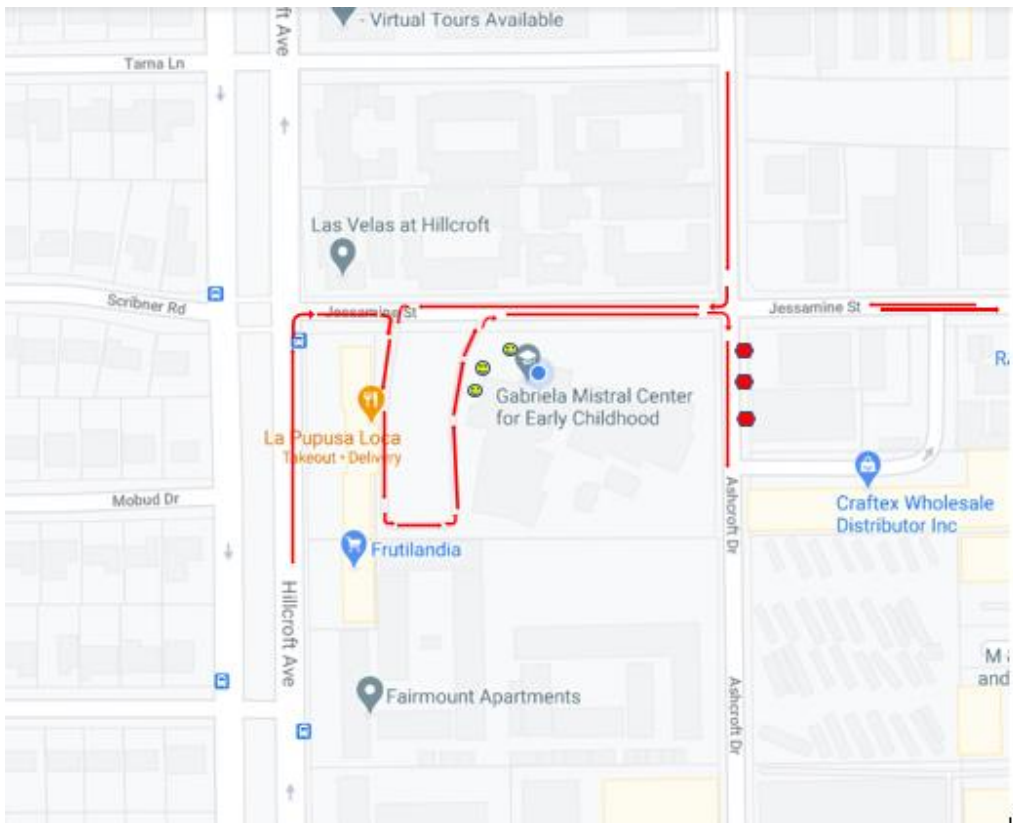 - Virtual Tours Available
ft Ave
Tarna Ln
Las Velas at Hillcroft
Scribner Rd
Jessamine St
Jessamine St
R
Gabriela Mistral Center
for Early Childhood
La Pupusa Loca
Takeout • Delivery
Mobud Dr
Ashcroft Dr
Craftex Wholesale
Distributor Inc
Frutilandia
Hillcroft Ave
M
and
Fairmount Apartments
Ashcroft Dr